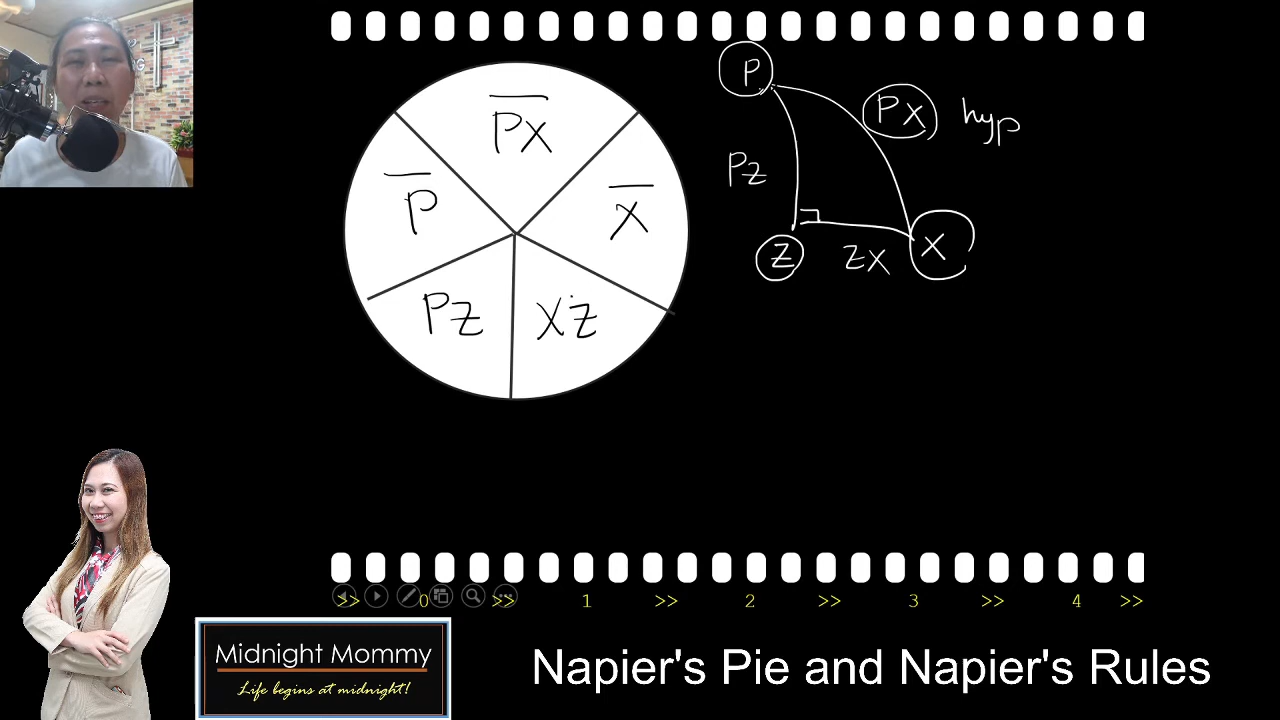 P̅X̅
P̅
X̅
PZ
XZ
P
PX
hyp
PZ
Z
ZX
X
G
>> 0 >> 1 >> 2 >> 3 >> 4 >>
Midnight Mommy
Life begins at midnight!
Napier's Pie and Napier's Rules